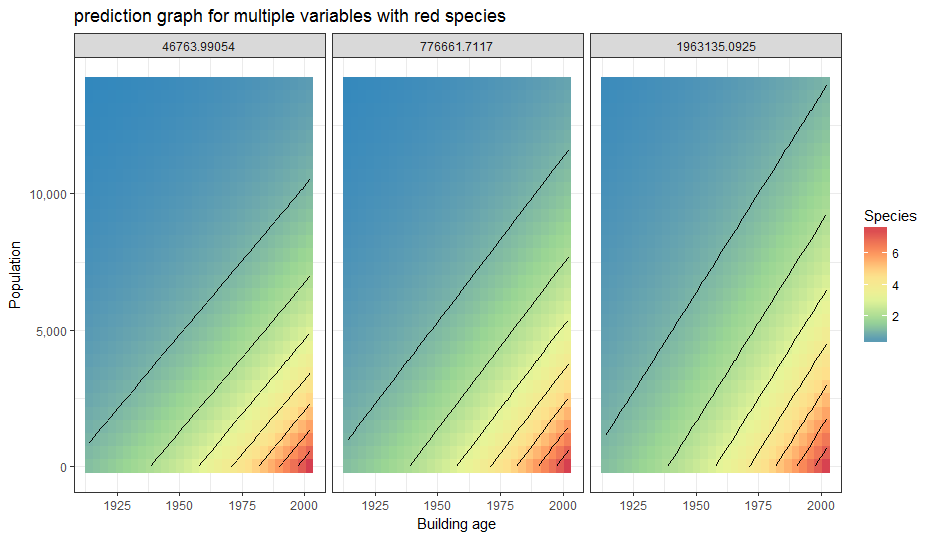 prediction graph for multiple variables with red species
46763.99054 776661.7117 1963135.0925
Population
10,000
5,000
0
1925 1950 1975 2000 1925 1950 1975 2000 1925 1950 1975 2000
Building age
Species
6
4
2